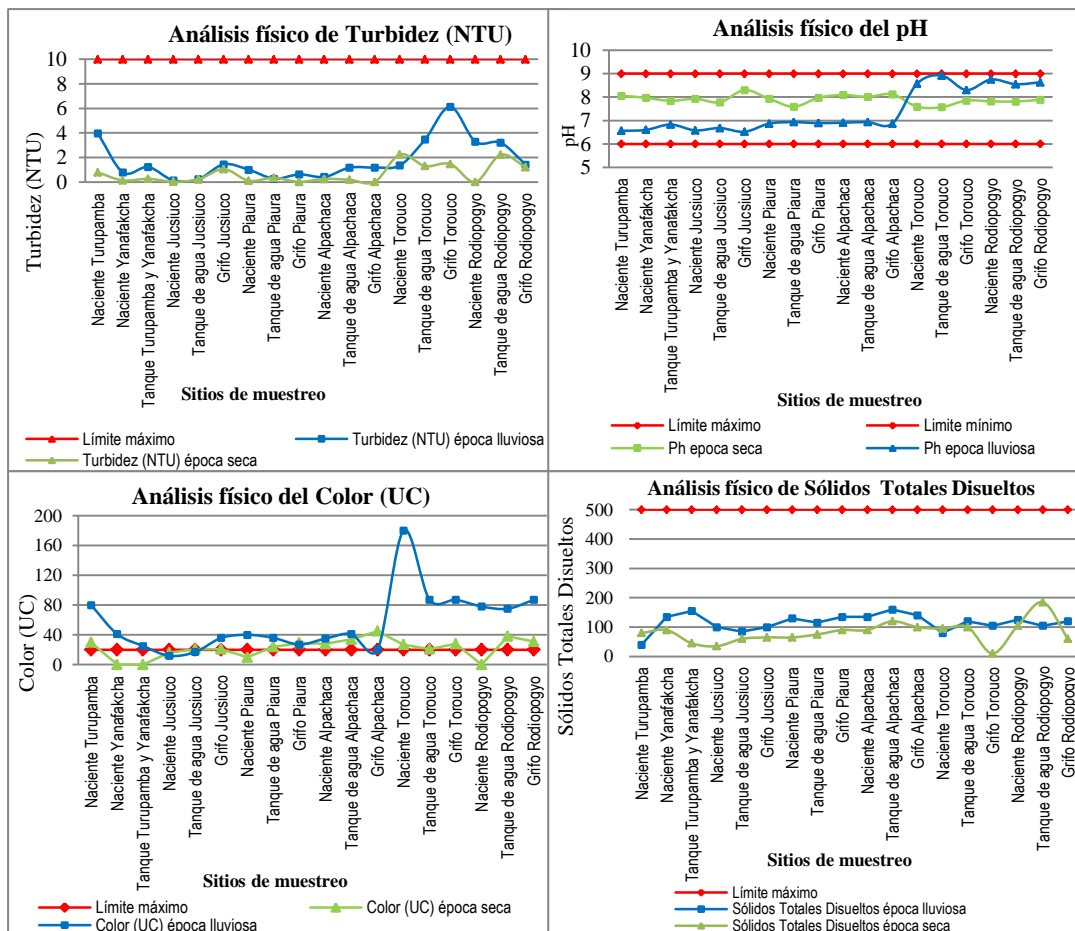 Análisis físico de Turbidez (NTU)
10
8
6
4
2
0
Turbidez (NTU)
Naciente Turupamba
Naciente Yanafakcha
Tanque Turupamba y Yanafakcha
Naciente Jucsiuco
Tanque de agua Jucsiuco
Grifo Jucsiuco
Naciente Piaura
Tanque de agua Piaura
Grifo Piaura
Naciente Alpachaca
Tanque de agua Alpachaca
Grifo Alpachaca
Naciente Torouco
Tanque de agua Torouco
Grifo Torouco
Naciente Rodiopogyo
Tanque de agua Rodiopogyo
Grifo Rodiopogyo
Sitios de muestreo
Límite máximo
Turbidez (NTU) época lluviosa
Turbidez (NTU) época seca
Análisis físico del pH
10
9
8
7
6
5
pH
Naciente Turupamba
Naciente Yanafakcha
Tanque Turupamba y Yanafakcha
Naciente Jucsiuco
Tanque de agua Jucsiuco
Grifo Jucsiuco
Naciente Piaura
Tanque de agua Piaura
Grifo Piaura
Naciente Alpachaca
Tanque de agua Alpachaca
Grifo Alpachaca
Naciente Torouco
Tanque de agua Torouco
Grifo Torouco
Naciente Rodiopogyo
Tanque de agua Rodiopogyo
Grifo Rodiopogyo
Sitios de muestreo
Límite máximo
Limite mínimo
Ph epoca seca
Ph epoca lluviosa
Análisis físico del Color (UC)
200
160
120
80
40
0
Color (UC)
Naciente Turupamba
Naciente Yanafakcha
Tanque Turupamba y Yanafakcha
Naciente Jucsiuco
Tanque de agua Jucsiuco
Grifo Jucsiuco
Naciente Piaura
Tanque de agua Piaura
Grifo Piaura
Naciente Alpachaca
Tanque de agua Alpachaca
Grifo Alpachaca
Naciente Torouco
Tanque de agua Torouco
Grifo Torouco
Naciente Rodiopogyo
Tanque de agua Rodiopogyo
Grifo Rodiopogyo
Sitios de muestreo
Límite máximo
Color (UC) época seca
Color (UC) época lluviosa
Análisis físico de Sólidos Totales Disueltos
500
400
300
200
100
0
Sólidos Totales Disueltos
Naciente Turupamba
Naciente Yanafakcha
Tanque Turupamba y Yanafakcha
Naciente Jucsiuco
Tanque de agua Jucsiuco
Grifo Jucsiuco
Naciente Piaura
Tanque de agua Piaura
Grifo Piaura
Naciente Alpachaca
Tanque de agua Alpachaca
Grifo Alpachaca
Naciente Torouco
Tanque de agua Torouco
Grifo Torouco
Naciente Rodiopogyo
Tanque de agua Rodiopogyo
Grifo Rodiopogyo
Sitios de muestreo
Límite máximo
Sólidos Totales Disueltos época lluviosa
Sólidos Totales Disueltos época seca